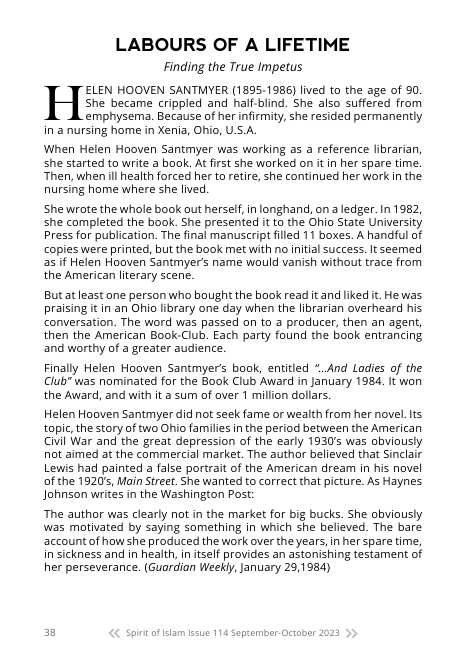 LABOURS OF A LIFETIME
Finding the True Impetus
HELEN HOOVEN SANTMYER (1895-1986) lived to the age of 90.
She became crippled and half-blind. She also suffered from
emphysema. Because of her infirmity, she resided permanently
in a nursing home in Xenia, Ohio, U.S.A.
When Helen Hooven Santmyer was working as a reference librarian,
she started to write a book. At first she worked on it in her spare time.
Then, when ill health forced her to retire, she continued her work in the
nursing home where she lived.
She wrote the whole book out herself, in longhand, on a ledger. In 1982,
she completed the book. She presented it to the Ohio State University
Press for publication. The final manuscript filled 11 boxes. A handful of
copies were printed, but the book met with no initial success. It seemed
as if Helen Hooven Santmyer’s name would vanish without trace from
the American literary scene.
But at least one person who bought the book read it and liked it. He was
praising it in an Ohio library one day when the librarian overheard his
conversation. The word was passed on to a producer, then an agent,
then the American Book-Club. Each party found the book entrancing
and worthy of a greater audience.
Finally Helen Hooven Santmyer’s book, entitled “...And Ladies of the
Club” was nominated for the Book Club Award in January 1984. It won
the Award, and with it a sum of over 1 million dollars.
Helen Hooven Santmyer did not seek fame or wealth from her novel. Its
topic, the story of two Ohio families in the period between the American
Civil War and the great depression of the early 1930’s was obviously
not aimed at the commercial market. The author believed that Sinclair
Lewis had painted a false portrait of the American dream in his novel
of the 1920’s, Main Street. She wanted to correct that picture. As Haynes
Johnson writes in the Washington Post:
The author was clearly not in the market for big bucks. She obviously
was motivated by saying something in which she believed. The bare
account of how she produced the work over the years, in her spare time,
in sickness and in health, in itself provides an astonishing testament of
her perseverance. (Guardian Weekly, January 29,1984)
38 Spirit of Islam Issue 114 September-October 2023